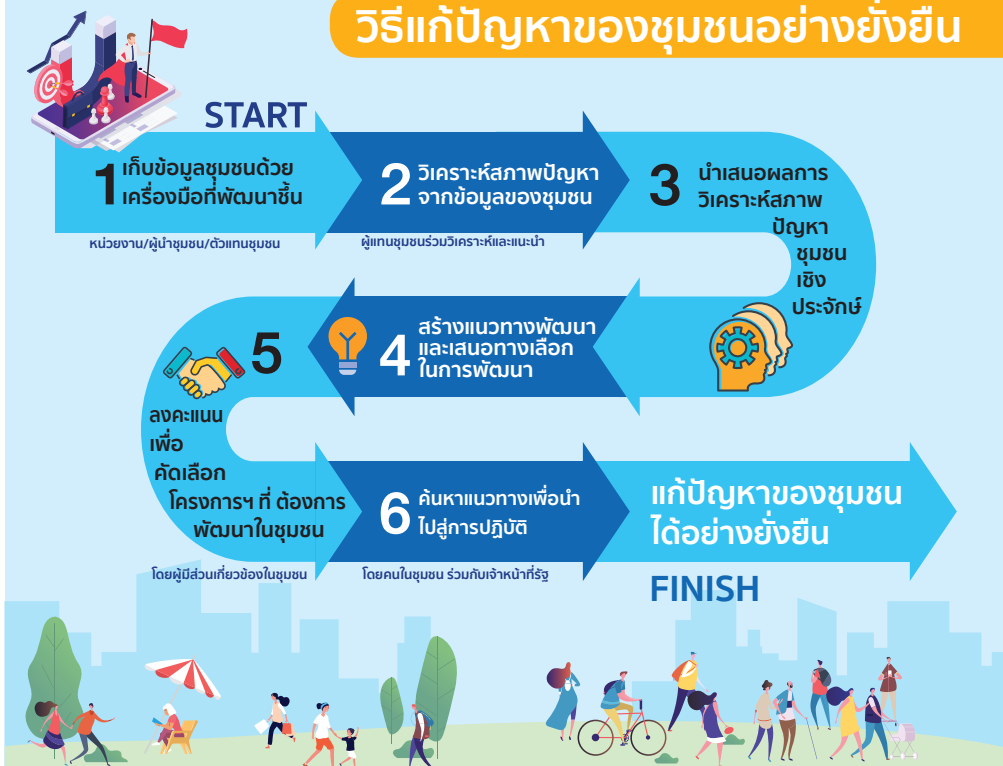 วิธีแก้ปัญหาของชุมชนอย่างยั่งยืน
START
1
เก็บข้อมูลชุมชนด้วย
เครื่องมือที่พัฒนาขึ้น
หน่วยงาน/ผู้นำชุมชน/ตัวแทนชุมชน
2
วิเคราะห์สภาพปัญหา
จากข้อมูลของชุมชน
ผู้แทนชุมชนร่วมวิเคราะห์และแนะนำ
3
นำเสนอผลการ
วิเคราะห์สภาพ
ปัญหา
ชุมชน
เชิง
ประจักษ์
4
สร้างแนวทางพัฒนา
และเสนอทางเลือก
ในการพัฒนา
5
ลงคะแนน
เพื่อ
คัดเลือก
โครงการฯ ที่ ต้องการ
พัฒนาในชุมชน
โดยผู้มีส่วนเกี่ยวข้องในชุมชน
6
ค้นหาแนวทางเพื่อนำ
ไปสู่การปฏิบัติ
โดยคนในชุมชน ร่วมกับเจ้าหน้าที่รัฐ
แก้ปัญหาของชุมชน
ได้อย่างยั่งยืน
FINISH